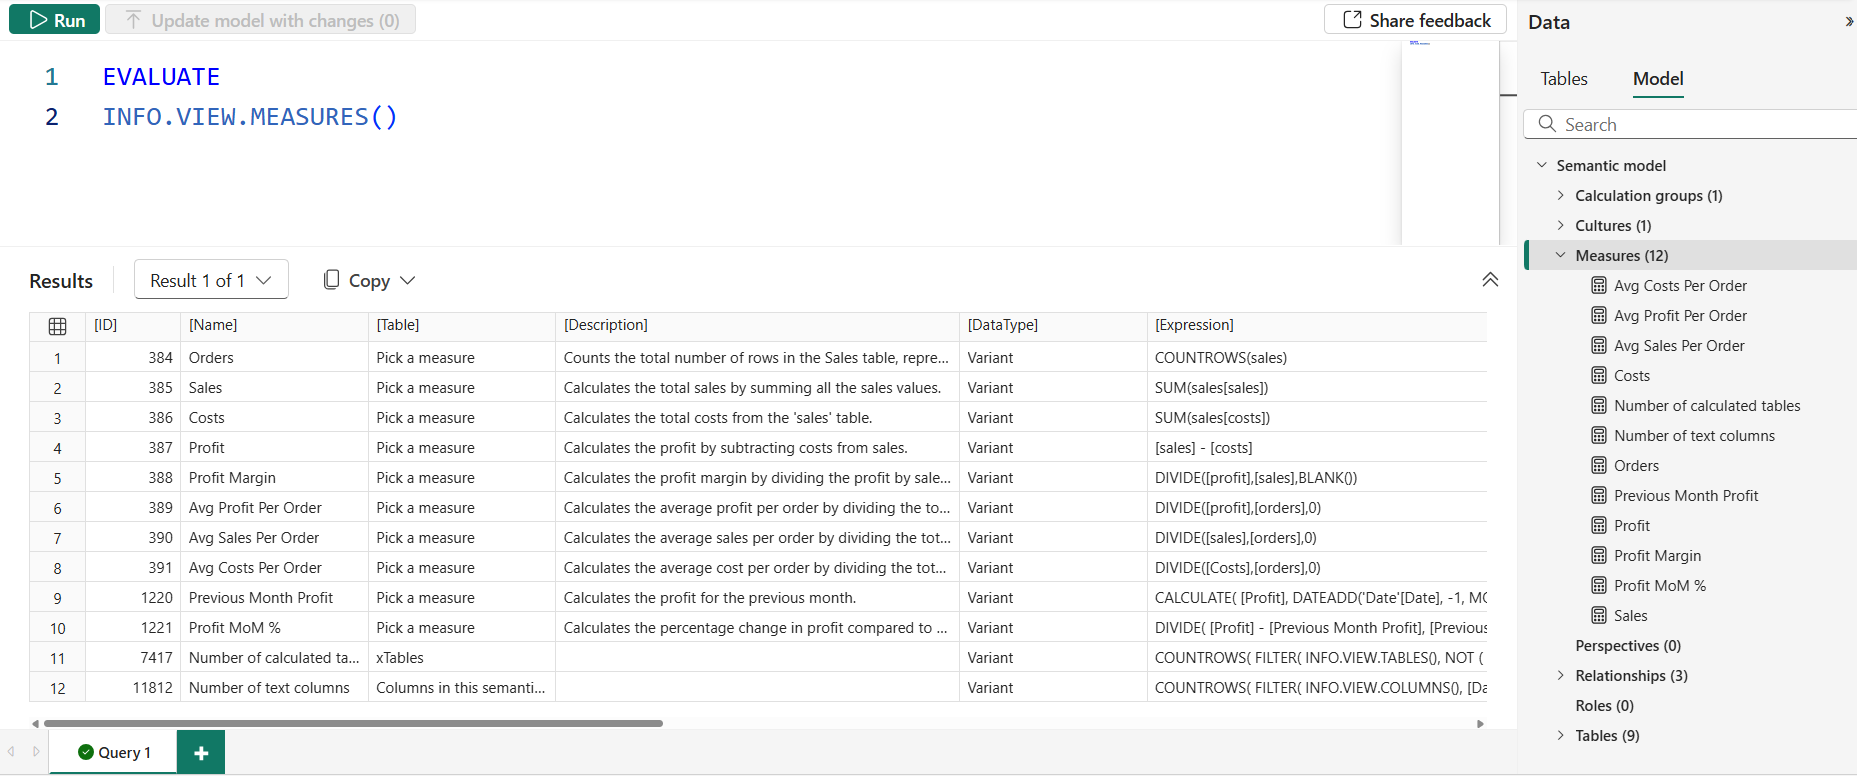 Run
Update model with changes (0)
Share feedback
1 EVALUATE
2 INFO.VIEW.MEASURES()
Results
Result 1 of 1
Copy
[ID] [Name] [Table] [Description] [DataType] [Expression]
1 384 Orders Pick a measure Counts the total number of rows in the Sales table, repre... Variant COUNTROWS(sales)
2 385 Sales Pick a measure Calculates the total sales by summing all the sales values. Variant SUM(sales[sales])
3 386 Costs Pick a measure Calculates the total costs from the 'sales' table. Variant SUM(sales[costs])
4 387 Profit Pick a measure Calculates the profit by subtracting costs from sales. Variant [sales] - [costs]
5 388 Profit Margin Pick a measure Calculates the profit margin by dividing the profit by sale... Variant DIVIDE([profit],[sales],BLANK())
6 389 Avg Profit Per Order Pick a measure Calculates the average profit per order by dividing the to... Variant DIVIDE([profit],[orders],0)
7 390 Avg Sales Per Order Pick a measure Calculates the average sales per order by dividing the tot... Variant DIVIDE([sales],[orders],0)
8 391 Avg Costs Per Order Pick a measure Calculates the average cost per order by dividing the tot... Variant DIVIDE([Costs],[orders],0)
9 1220 Previous Month Profit Pick a measure Calculates the profit for the previous month. Variant CALCULATE( [Profit], DATEADD('Date'[Date], -1, MO
10 1221 Profit MoM % Pick a measure Calculates the percentage change in profit compared to ... Variant DIVIDE( [Profit] - [Previous Month Profit], [Previous
11 7417 Number of calculated ta... xTables Variant COUNTROWS( FILTER( INFO.VIEW.TABLES(), NOT (
12 11812 Number of text columns Columns in this semanti... Variant COUNTROWS( FILTER( INFO.VIEW.COLUMNS(), [Da
Query 1
Data
Tables Model
Search
Semantic model
Calculation groups (1)
Cultures (1)
Measures (12)
Avg Costs Per Order
Avg Profit Per Order
Avg Sales Per Order
Costs
Number of calculated tables
Number of text columns
Orders
Previous Month Profit
Profit
Profit Margin
Profit MoM %
Sales
Perspectives (0)
Relationships (3)
Roles (0)
Tables (9)